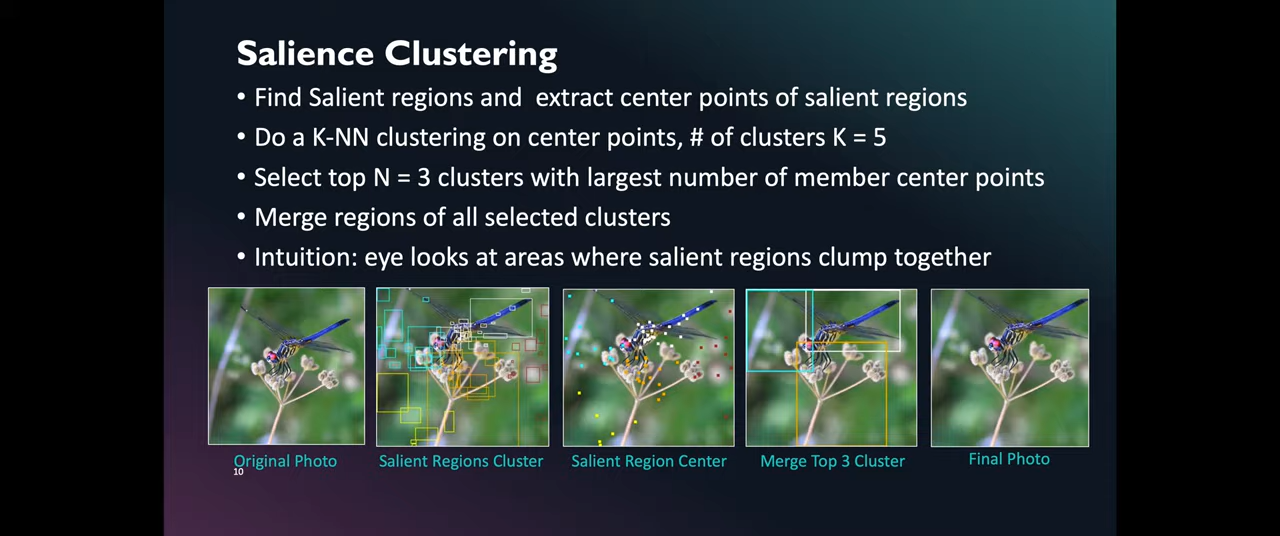 Salience Clustering
• Find Salient regions and extract center points of salient regions
• Do a K-NN clustering on center points, # of clusters K = 5
• Select top N = 3 clusters with largest number of member center points
• Merge regions of all selected clusters
• Intuition: eye looks at areas where salient regions clump together
Original Photo Salient Regions Cluster Salient Region Center Merge Top 3 Cluster Final Photo
10